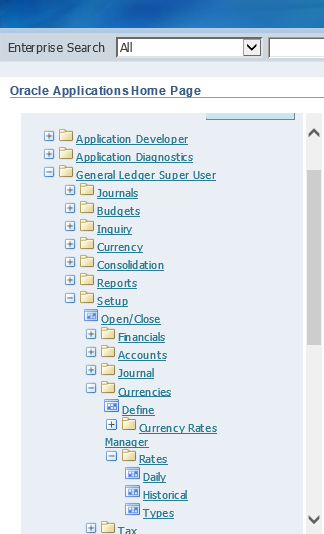 Enterprise Search All
Oracle Applications Home Page
Application Developer
Application Diagnostics
General Ledger Super User
Journals
Budgets
Inquiry
Currency
Consolidation
Reports
Setup
Open/Close
Financials
Accounts
Journal
Currencies
Define
Currency Rates
Manager
Rates
Daily
Historical
Types
Tax